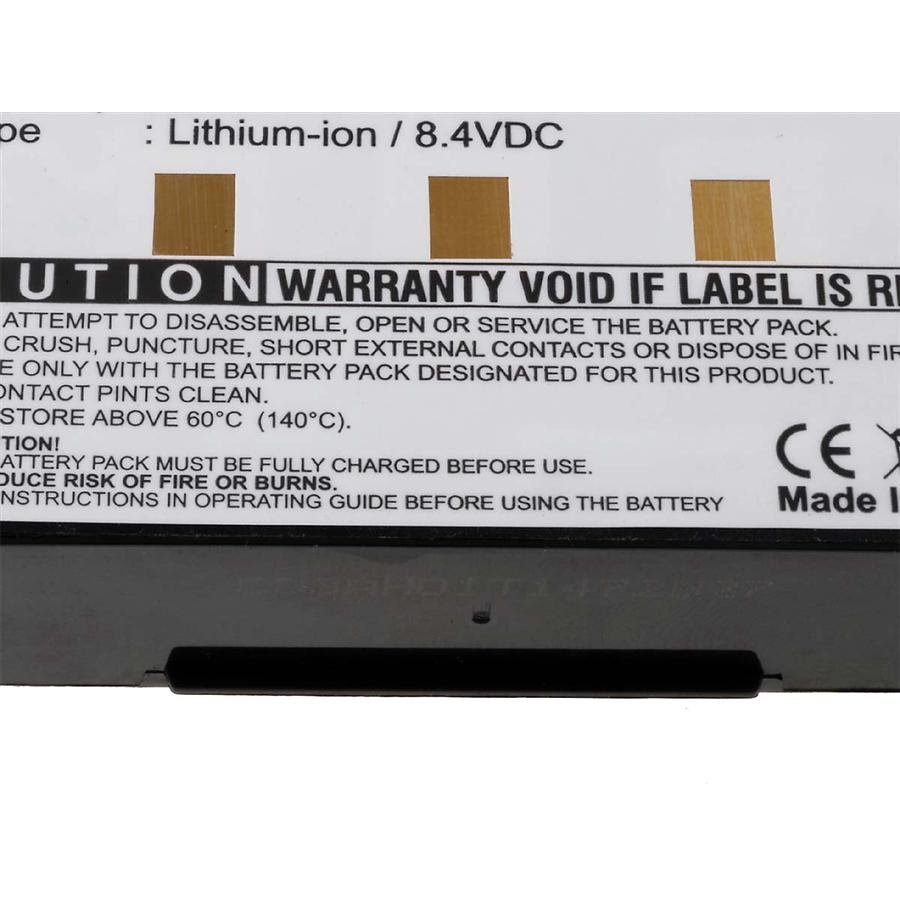 pe : Lithium-ion / 8.4VDC
UTION WARRANTY VOID IF LABEL IS RE
ATTEMPT TO DISASSEMBLE, OPEN OR SERVICE THE BATTERY PACK.
CRUSH, PUNCTURE, SHORT EXTERNAL CONTACTS OR DISPOSE OF IN FIR
E ONLY WITH THE BATTERY PACK DESIGNATED FOR THIS PRODUCT.
ONTACT PINTS CLEAN.
STORE ABOVE 60°C (140°C).
TION!
ATTERY PACK MUST BE FULLY CHARGED BEFORE USE.
DUCE RISK OF FIRE OR BURNS.
INSTRUCTIONS IN OPERATING GUIDE BEFORE USING THE BATTERY
CE
Made I